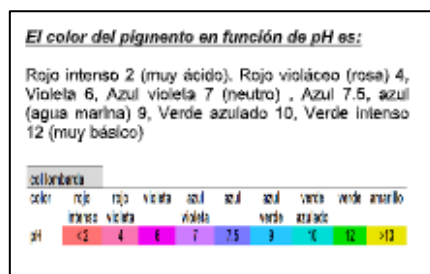 El color del pigmento en función de pH es:
Rojo intenso 2 (muy ácido). Rojo violáceo (rosa) 4,
Violeta 6, Azul violeta 7 (neutro) , Azul 7.5, azul
(agua marina) 9, Verde azulado 10, Verde intenso
12 (muy básico)
collombarda
color rojo intenso rojo violeta violeta azul violeta azul azul verde verde azulado verde amarillo
pH <2 4 6 7 7.5 9 10 12 >13